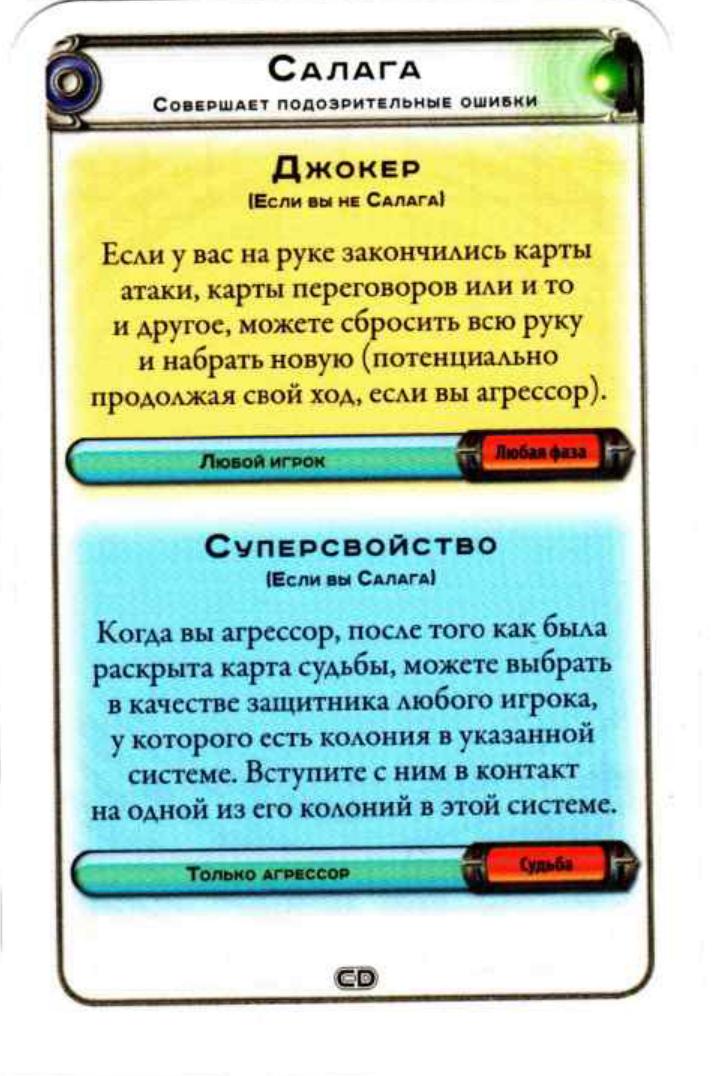 Салага
Совершает подозрительные ошибки
Джокер
(Если вы не Салага)
Если у вас на руке закончились карты
атаки, карты переговоров или и то
и другое, можете сбросить всю руку
и набрать новую (потенциально
продолжая свой ход, если вы агрессор).
Любой игрок
Любая фаза
Суперсвойство
(Если вы Салага)
Когда вы агрессор, после того как была
раскрыта карта судьбы, можете выбрать
в качестве защитника любого игрока,
у которого есть колония в указанной
системе. Вступите с ним в контакт
на одной из его колоний в этой системе.
Только агрессор
Судьба
CD